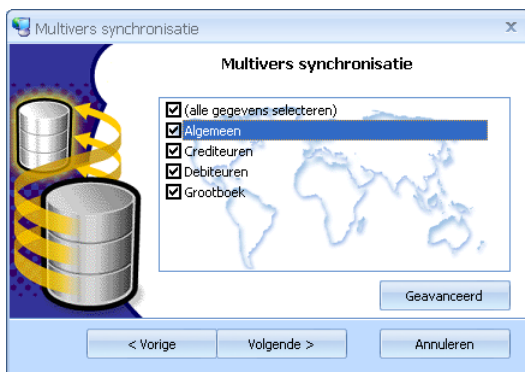 Multivers synchronisatie
Multivers synchronisatie
(alle gegevens selecteren)
Algemeen
Crediteuren
Debiteuren
Grootboek
Geavanceerd
< Vorige
Volgende >
Annuleren